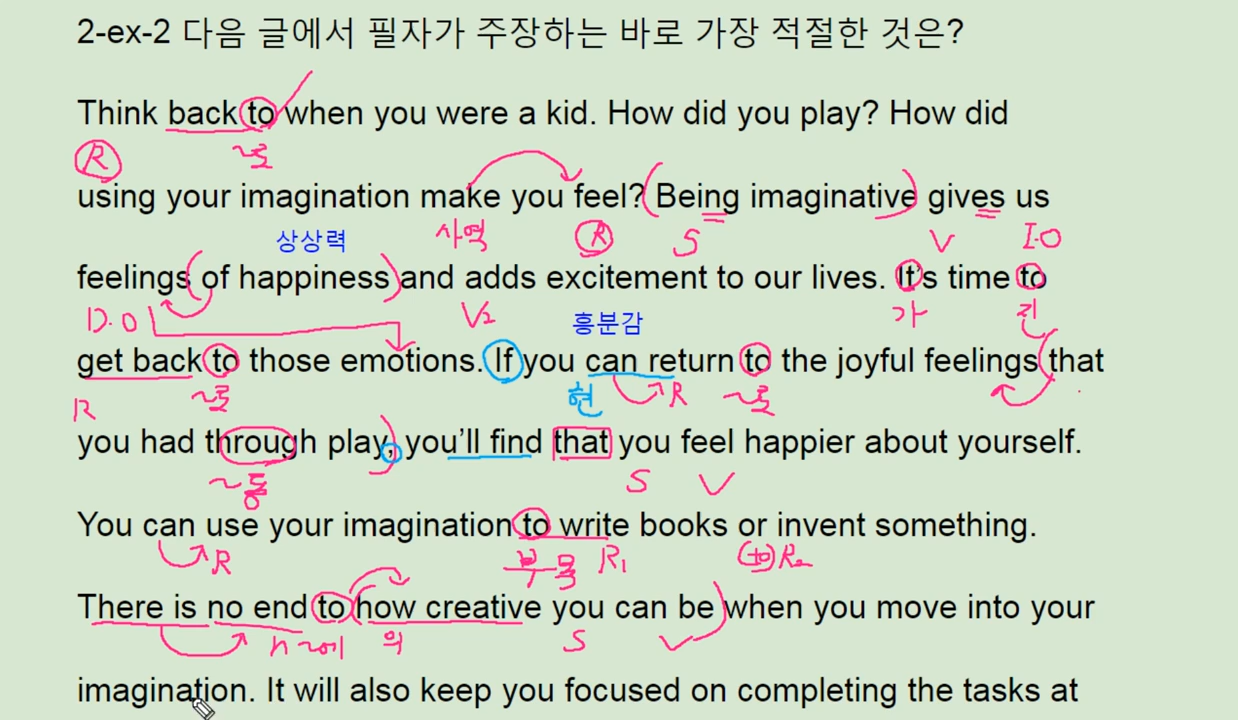 2-ex-2 다음 글에서 필자가 주장하는 바로 가장 적절한 것은?
Think back to when you were a kid. How did you play? How did
R ~로
using your imagination make you feel? (Being imaginative) gives us
상상력 사역 R S V I.O
feelings (of happiness) and adds excitement to our lives. It's time to
D.O V2 흥분감 가 진
get back to those emotions. If you can return to the joyful feelings (that
R ~로 현 R ~로
you had through play), you'll find that you feel happier about yourself.
~통 S V
You can use your imagination to write books or invent something.
R 부 목 R1 (to) R2
There is no end to (how creative you can be) when you move into your
n ~에 의 S V
imagination. It will also keep you focused on completing the tasks at